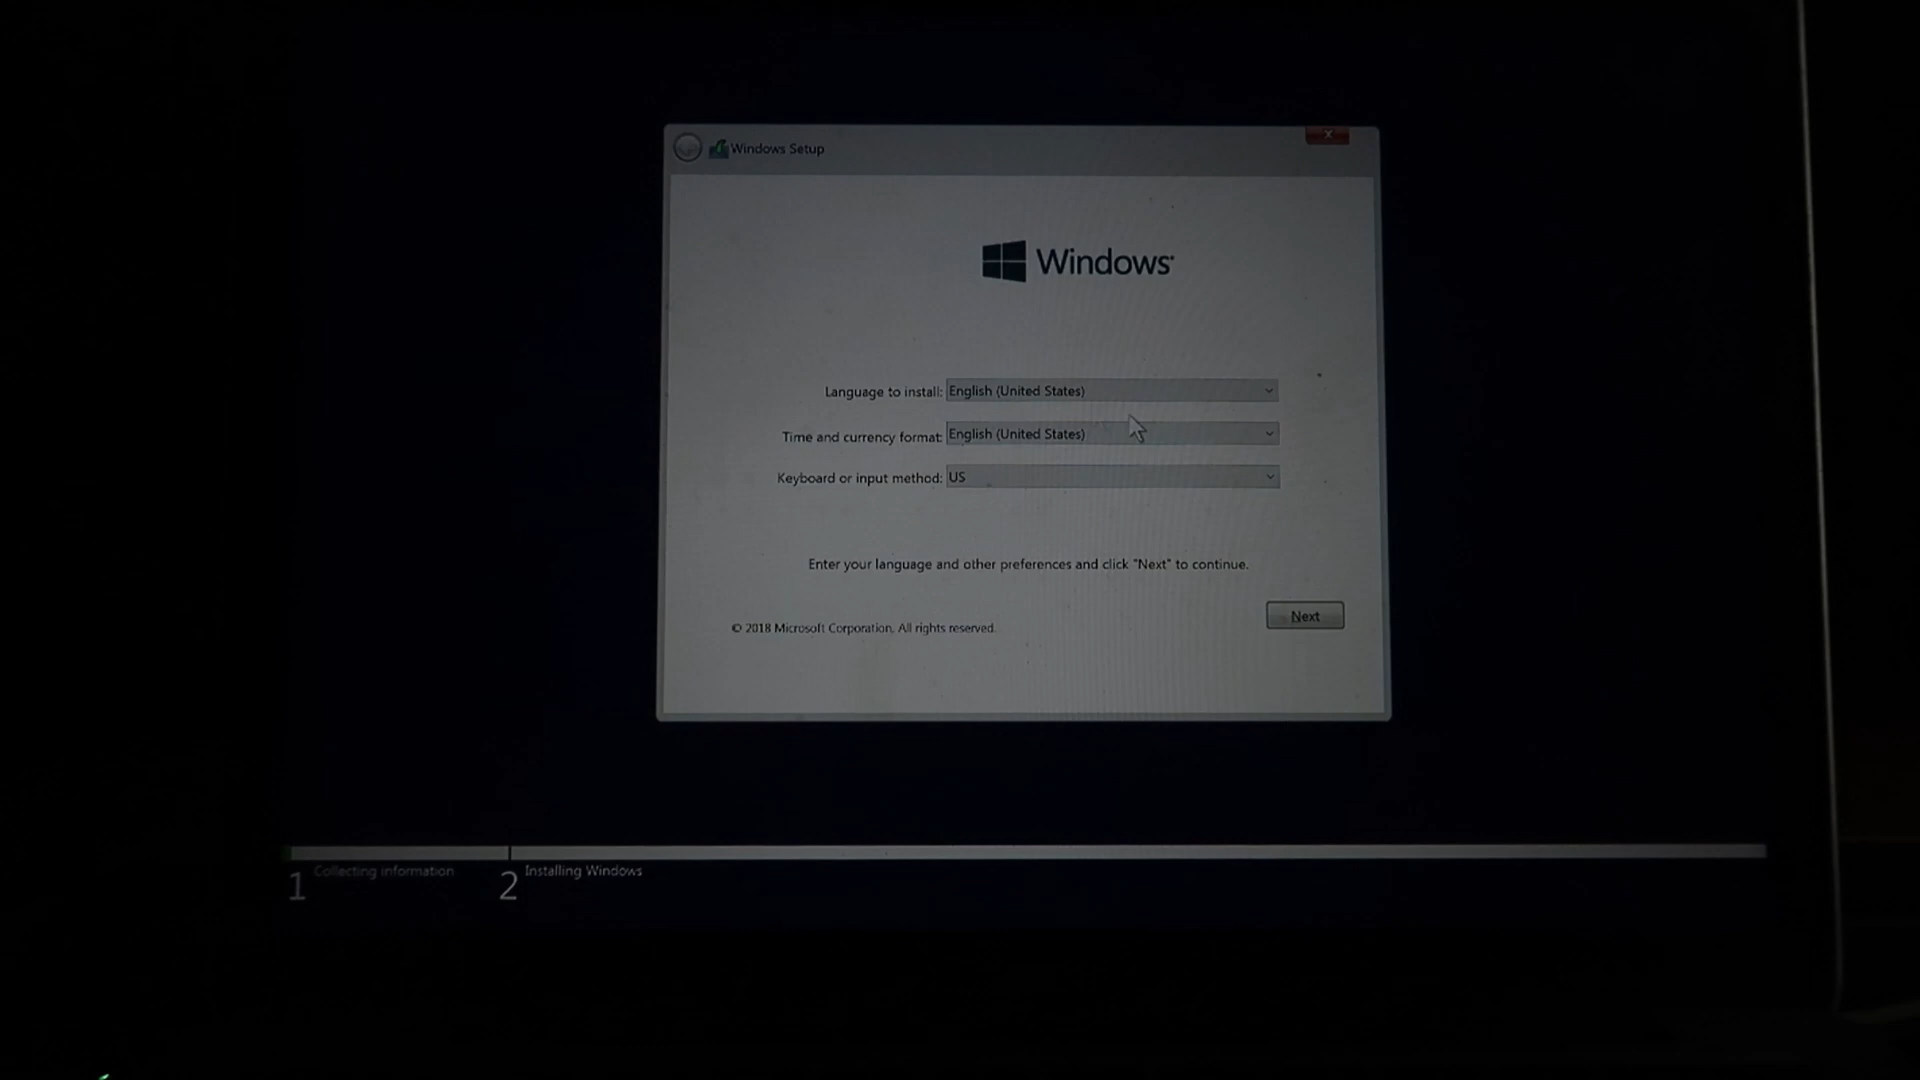 Windows Setup
Windows
Language to install: English (United States)
Time and currency format: English (United States)
Keyboard or input method: US
Enter your language and other preferences and click "Next" to continue.
© 2018 Microsoft Corporation. All rights reserved.
Next
1 Collecting information
2 Installing Windows